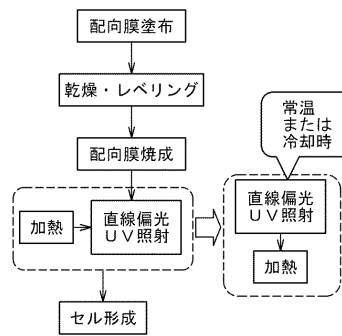 配向膜塗布
乾燥・レベリング
配向膜焼成
加熱
直線偏光
UV照射
セル形成
常温
または
冷却時
直線偏光
UV照射
加熱